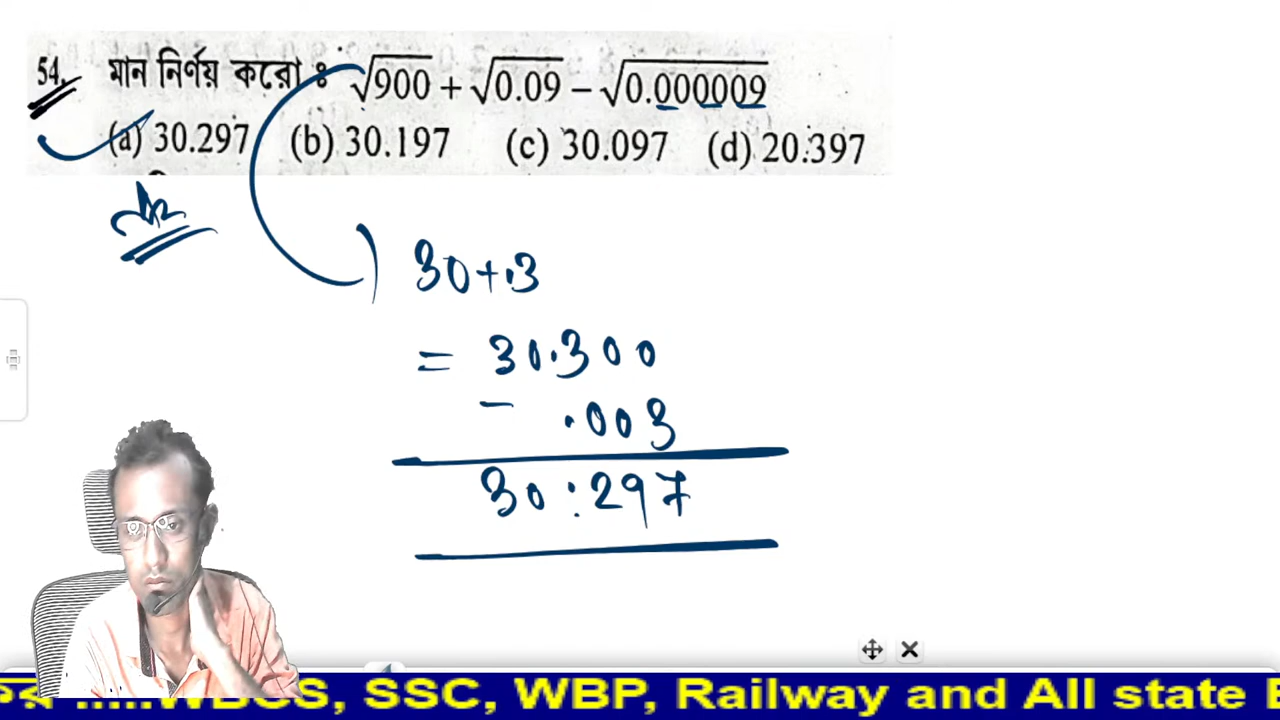 54. মান নির্ণয় করো ঃ √900 + √0.09 − √0.000009
(a) 30.297 (b) 30.197 (c) 30.097 (d) 20.397
30+.3
= 30.300
− .003
30.297
.....WBCS, SSC, WBP, Railway and All state